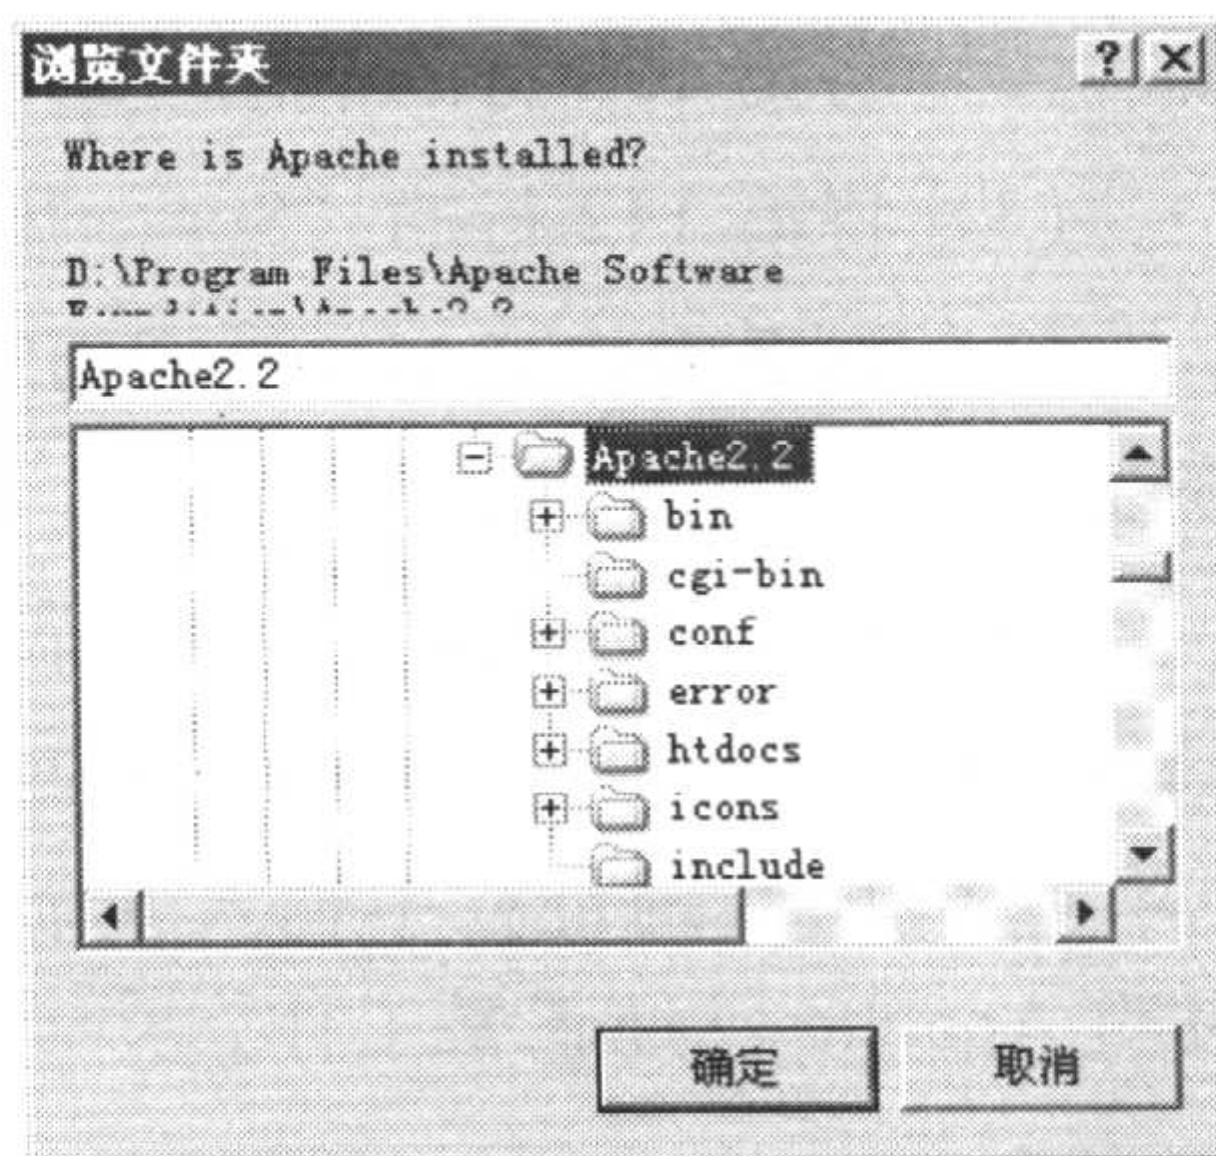 浏览文件夹
Where is Apache installed?
D:\Program Files\Apache Software
Apache2.2
Apache2.2
bin
cgi-bin
conf
error
htdocs
icons
include
确定
取消